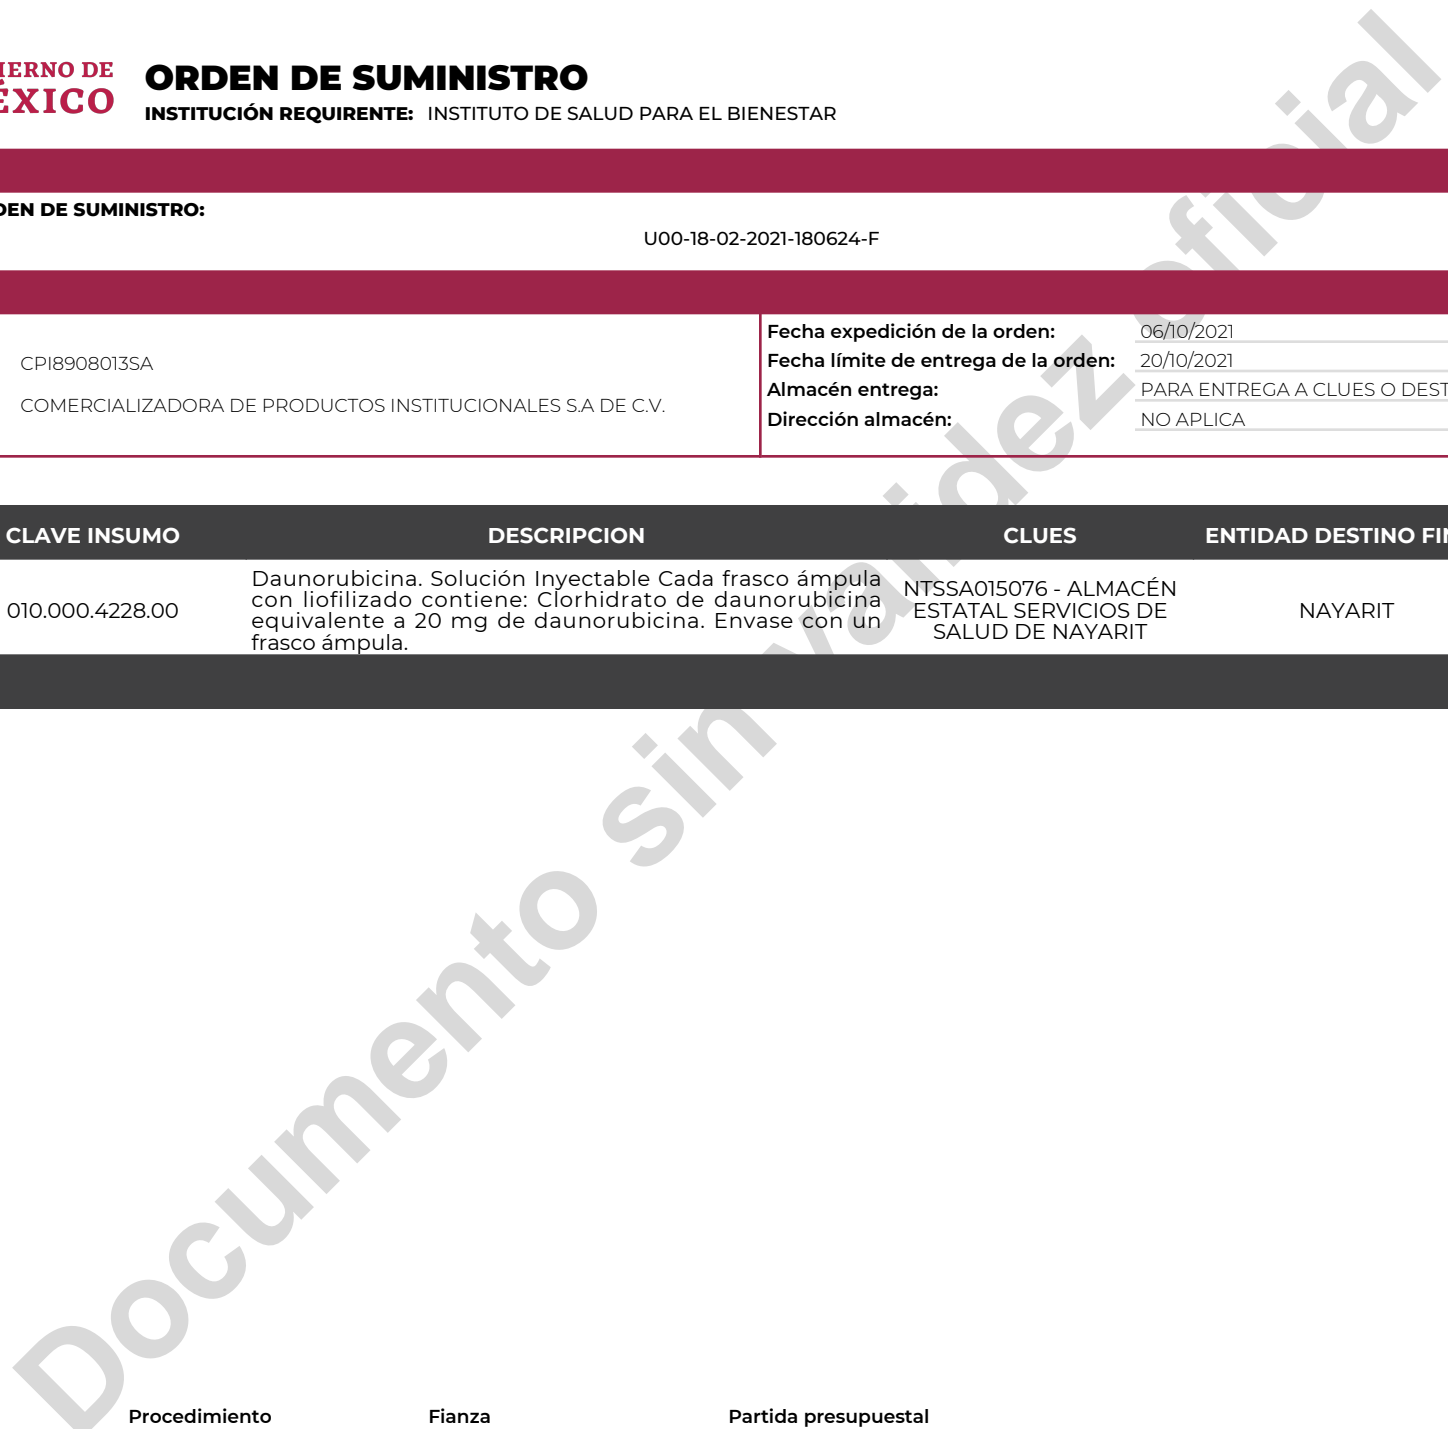 IERNO DE
ÉXICO
ORDEN DE SUMINISTRO
INSTITUCIÓN REQUIRENTE: INSTITUTO DE SALUD PARA EL BIENESTAR
DEN DE SUMINISTRO:
U00-18-02-2021-180624-F
CPI8908013SA
COMERCIALIZADORA DE PRODUCTOS INSTITUCIONALES S.A DE C.V.
Fecha expedición de la orden: 06/10/2021
Fecha límite de entrega de la orden: 20/10/2021
Almacén entrega: PARA ENTREGA A CLUES O DEST
Dirección almacén: NO APLICA
CLAVE INSUMO DESCRIPCION CLUES ENTIDAD DESTINO FIN
010.000.4228.00
Daunorubicina. Solución Inyectable Cada frasco ámpula
con liofilizado contiene: Clorhidrato de daunorubicina
equivalente a 20 mg de daunorubicina. Envase con un
frasco ámpula.
NTSSA015076 - ALMACÉN
ESTATAL SERVICIOS DE
SALUD DE NAYARIT
NAYARIT
Documento sin validez oficial
Procedimiento Fianza Partida presupuestal